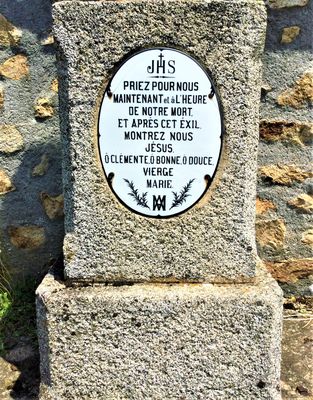 JHS
PRIEZ POUR NOUS
MAINTENANT et à L'HEURE
DE NOTRE MORT.
ET APRÈS CET ÉXIL.
MONTREZ NOUS
JÉSUS.
Ô CLÉMENTE, Ô BONNE, Ô DOUCE,
VIERGE
MARIE.